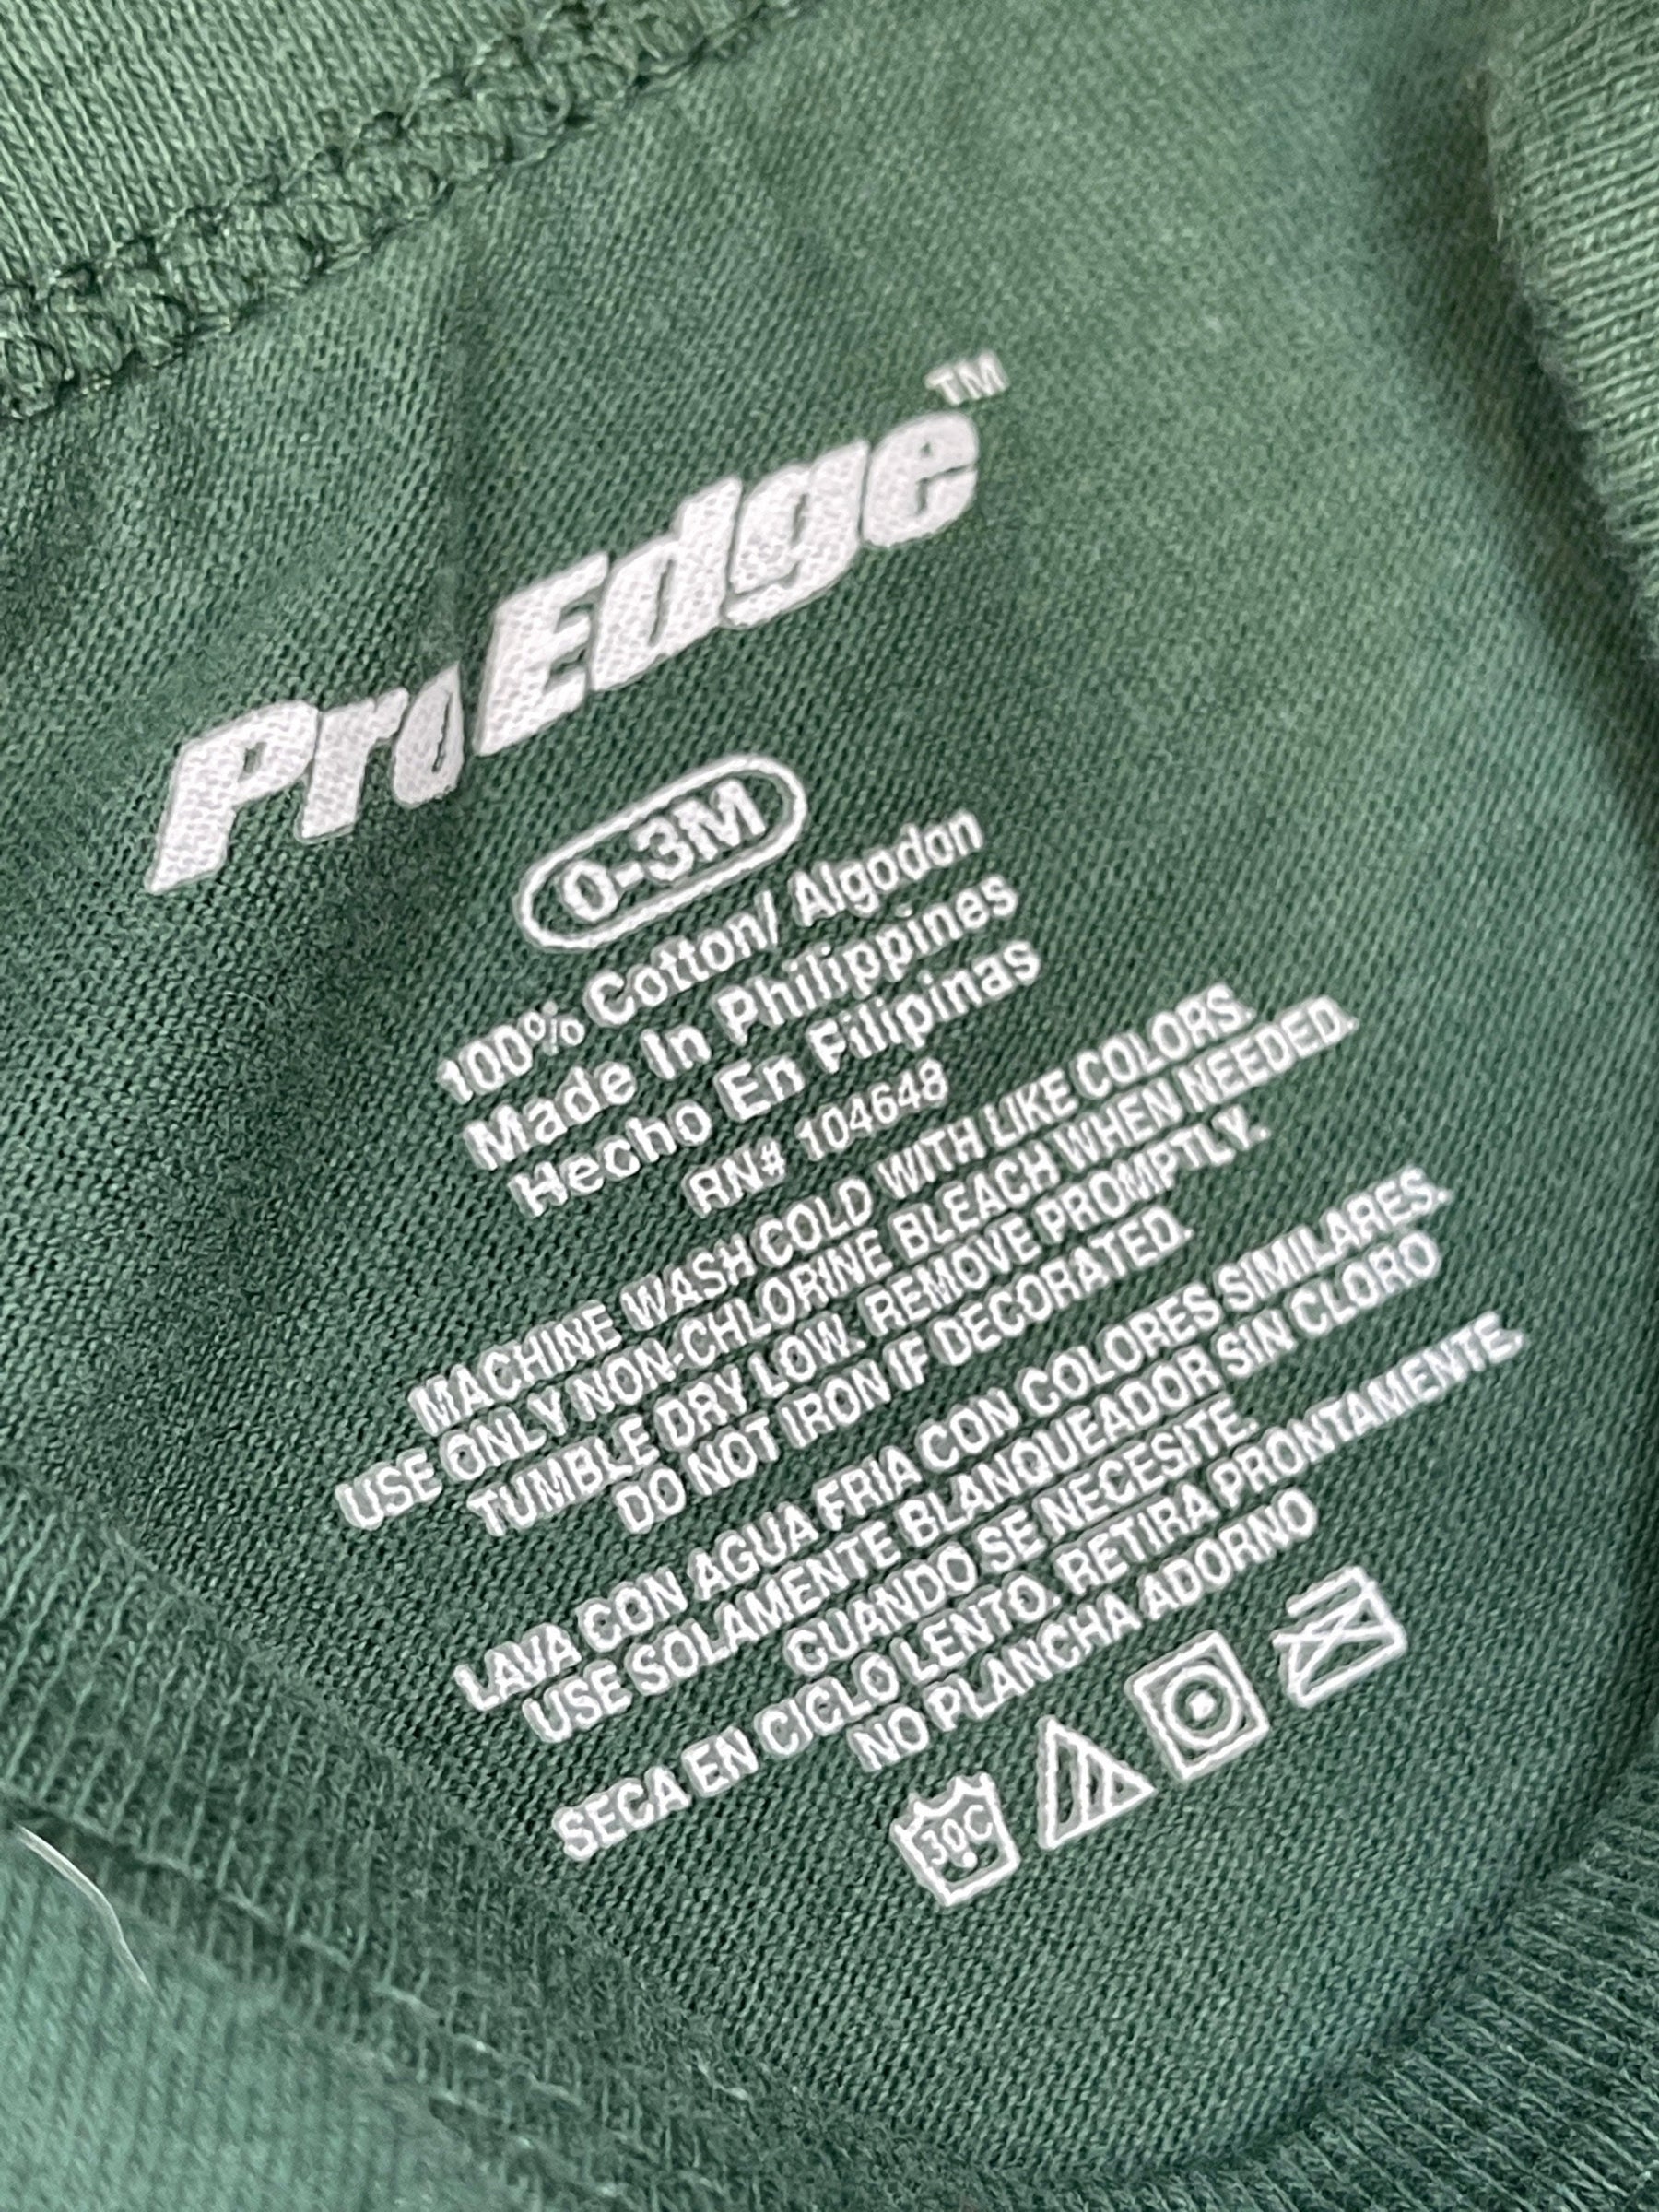 ProEdge™
0-3M
100% Cotton/ Algodon
Made In Philippines
Hecho En Filipinas
RN# 104648
MACHINE WASH COLD WITH LIKE COLORS.
USE ONLY NON-CHLORINE BLEACH WHEN NEEDED.
TUMBLE DRY LOW. REMOVE PROMPTLY.
DO NOT IRON IF DECORATED.
LAVA CON AGUA FRIA CON COLORES SIMILARES.
USE SOLAMENTE BLANQUEADOR SIN CLORO
CUANDO SE NECESITE.
SECA EN CICLO LENTO. RETIRA PRONTAMENTE.
NO PLANCHA ADORNO
30C